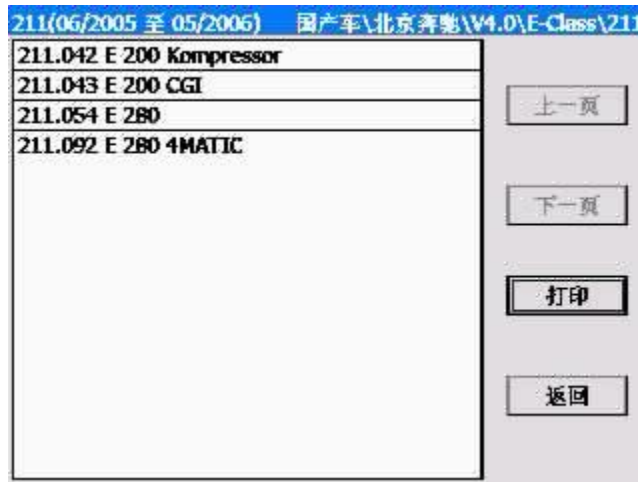 211(06/2005 至 05/2006) 国产车\北京奔驰\V4.0\E-Class\211
211.042 E 200 Kompressor
211.043 E 200 CGI
211.054 E 280
211.092 E 280 4MATIC
上一页
下一页
打印
返回